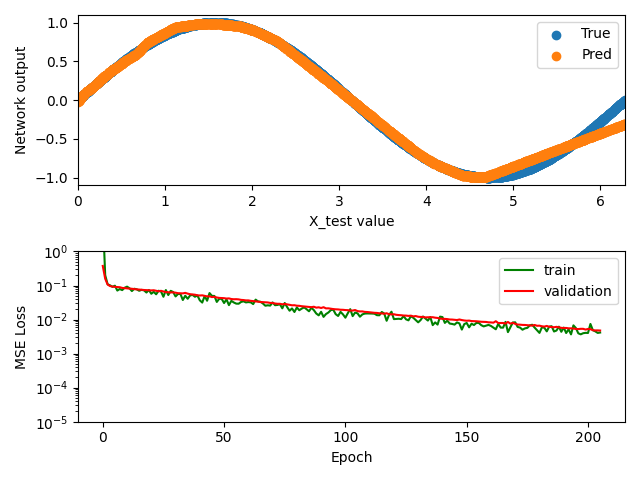 1.0
0.5
0.0
−0.5
−1.0
Network output
True
Pred
0 1 2 3 4 5 6
X_test value
10^0
10^−1
10^−2
10^−3
10^−4
10^−5
MSE Loss
train
validation
0 50 100 150 200
Epoch